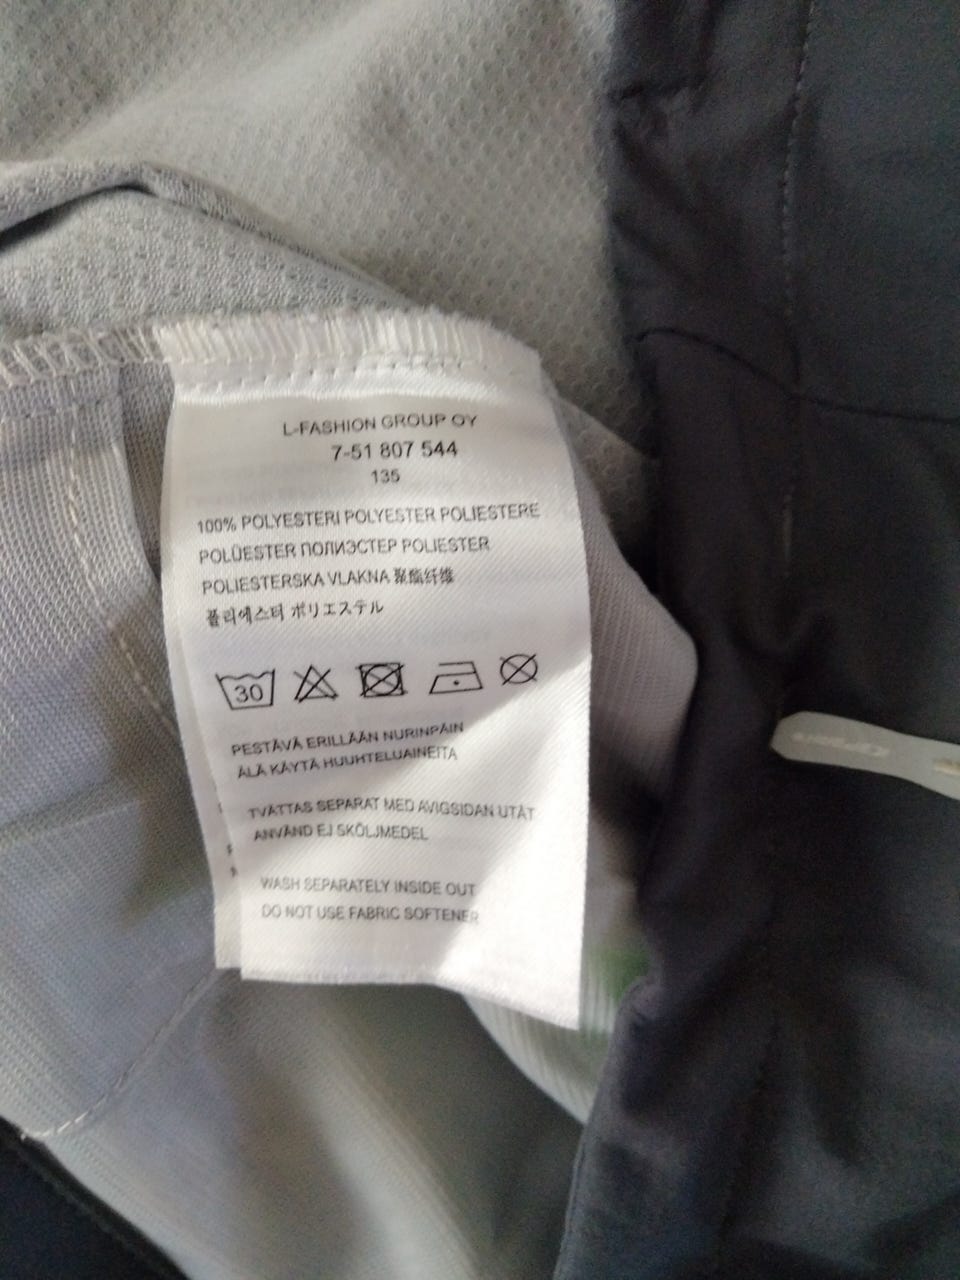 L-FASHION GROUP OY
7-51 807 544
135
100% POLYESTERI POLYESTER POLIESTERE
POLÜESTER ПОЛИЭСТЕР POLIESTER
POLIESTERSKA VLAKNA 聚酯纤维
폴리에스터 ポリエステル
30
PESTÄVÄ ERILLÄÄN NURINPÄIN
ÄLÄ KÄYTÄ HUUHTELUAINEITA
TVÄTTAS SEPARAT MED AVIGSIDAN UTÅT
ANVÄND EJ SKÖLJMEDEL
WASH SEPARATELY INSIDE OUT
DO NOT USE FABRIC SOFTENER